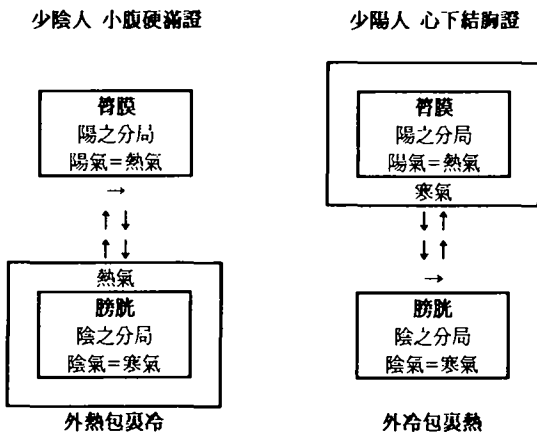 少陰人 小腹硬滿證
膂膜
陽之分局
陽氣=熱氣
→
↑ ↓
↑ ↓
熱氣
膀胱
陰之分局
陰氣=寒氣
外熱包裏冷
少陽人 心下結胸證
膂膜
陽之分局
陽氣=熱氣
寒氣
↓ ↑
↓ ↑
→
膀胱
陰之分局
陰氣=寒氣
外冷包裏熱